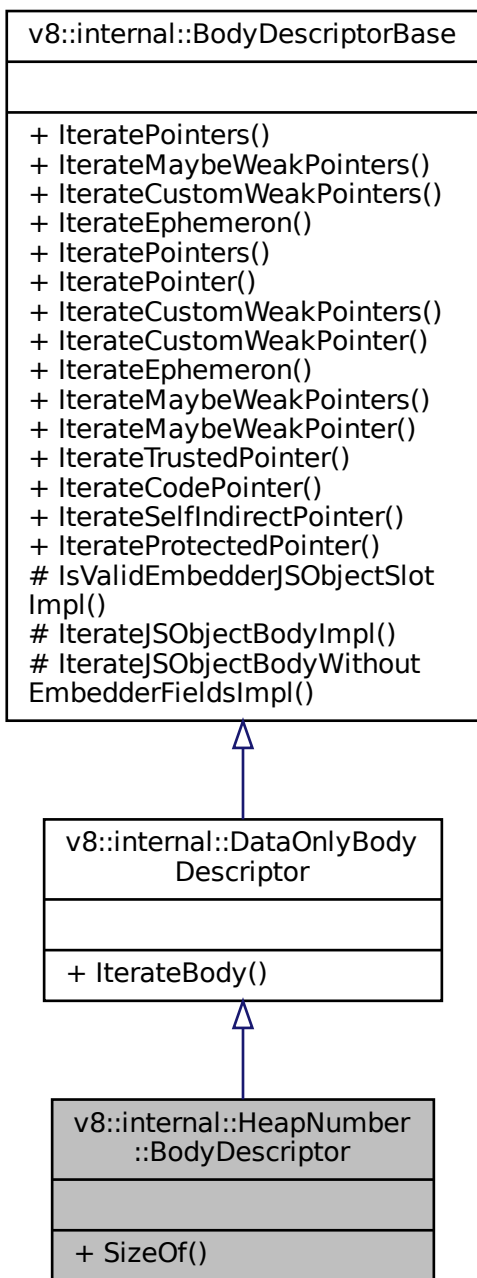 v8::internal::BodyDescriptorBase
+ IteratePointers()
+ IterateMaybeWeakPointers()
+ IterateCustomWeakPointers()
+ IterateEphemeron()
+ IteratePointers()
+ IteratePointer()
+ IterateCustomWeakPointers()
+ IterateCustomWeakPointer()
+ IterateEphemeron()
+ IterateMaybeWeakPointers()
+ IterateMaybeWeakPointer()
+ IterateTrustedPointer()
+ IterateCodePointer()
+ IterateSelfIndirectPointer()
+ IterateProtectedPointer()
# IsValidEmbedderJSObjectSlot
Impl()
# IterateJSObjectBodyImpl()
# IterateJSObjectBodyWithout
EmbedderFieldsImpl()
v8::internal::DataOnlyBody
Descriptor
+ IterateBody()
v8::internal::HeapNumber
::BodyDescriptor
+ SizeOf()